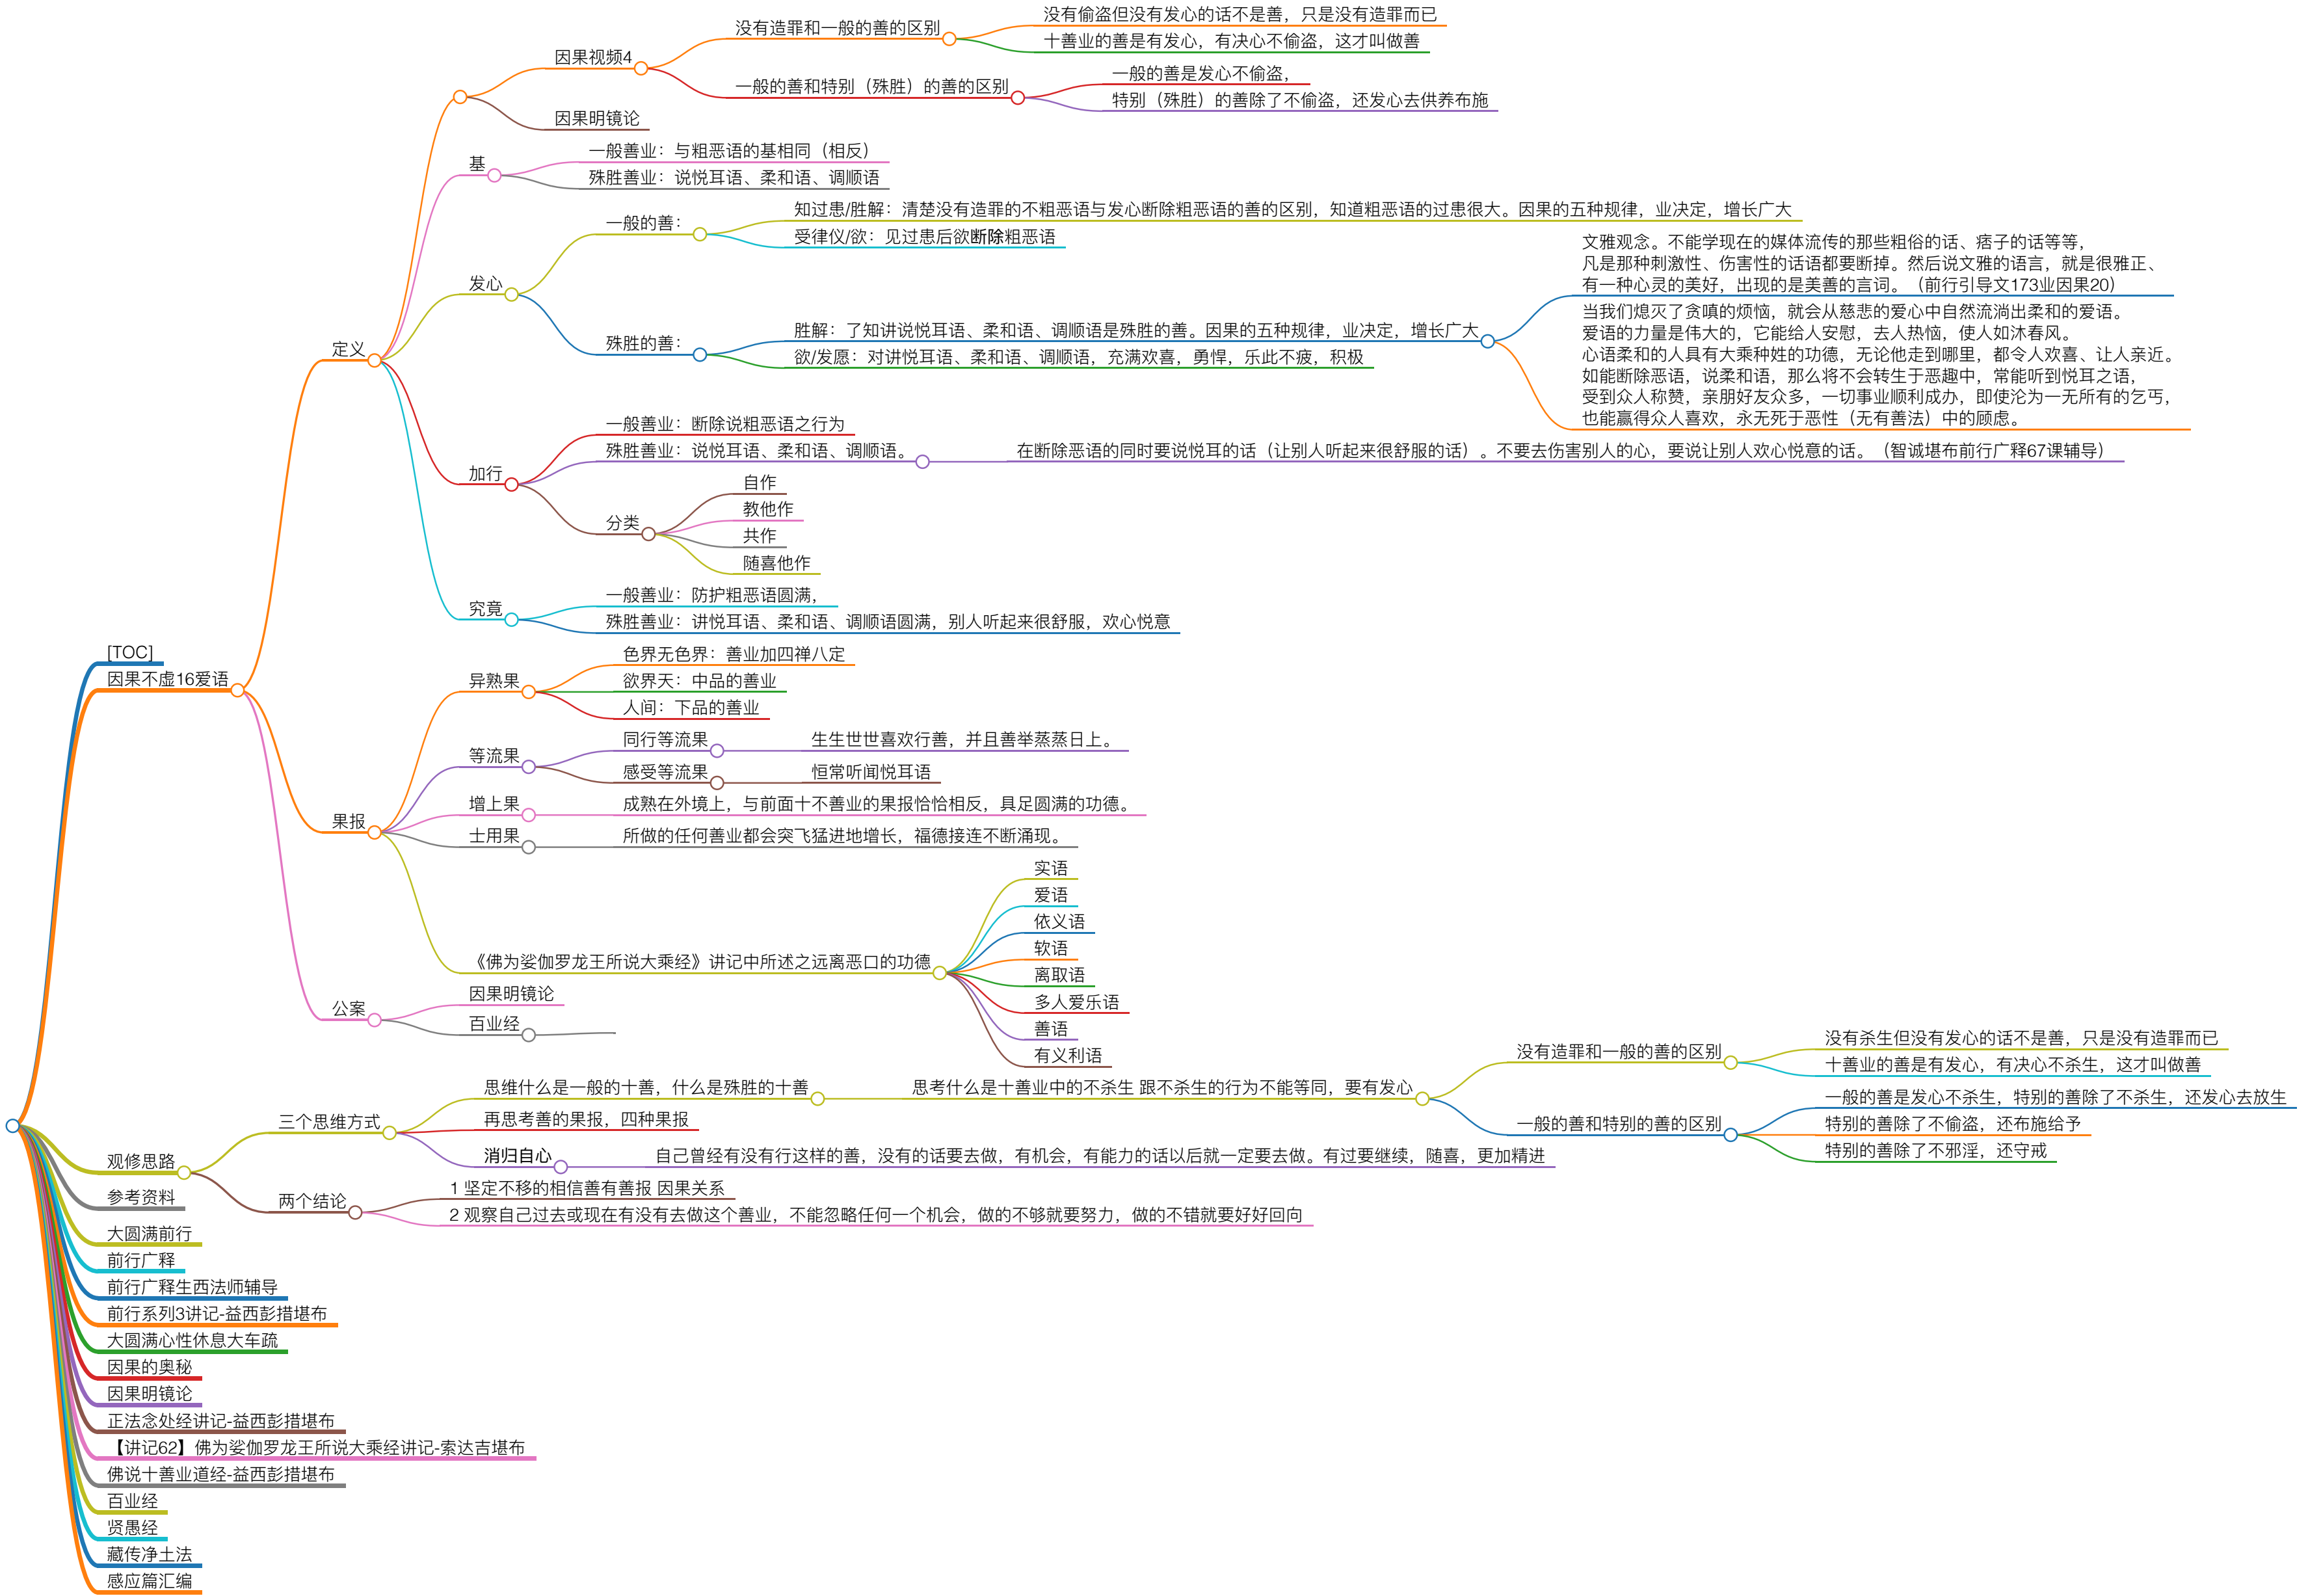 [TOC]
因果不虚16爱语
定义
因果视频4
没有造罪和一般的善的区别
没有偷盗但没有发心的话不是善，只是没有造罪而已
十善业的善是有发心，有决心不偷盗，这才叫做善
一般的善和特别（殊胜）的善的区别
一般的善是发心不偷盗，
特别（殊胜）的善除了不偷盗，还发心去供养布施
因果明镜论
基
一般善业：与粗恶语的基相同（相反）
殊胜善业：说悦耳语、柔和语、调顺语
发心
一般的善：
知过患/胜解：清楚没有造罪的不粗恶语与发心断除粗恶语的善的区别，知道粗恶语的过患很大。因果的五种规律，业决定，增长广大
受律仪/欲：见过患后欲断除粗恶语
殊胜的善：
胜解：了知讲说悦耳语、柔和语、调顺语是殊胜的善。因果的五种规律，业决定，增长广大
文雅观念。不能学现在的媒体流传的那些粗俗的话、痞子的话等等，
凡是那种刺激性、伤害性的话语都要断掉。然后说文雅的语言，就是很雅正、
有一种心灵的美好，出现的是美善的言词。（前行引导文173业因果20）
当我们熄灭了贪嗔的烦恼，就会从慈悲的爱心中自然流淌出柔和的爱语。
爱语的力量是伟大的，它能给人安慰，去人热恼，使人如沐春风。
心语柔和的人具有大乘种姓的功德，无论他走到哪里，都令人欢喜、让人亲近。
如能断除恶语，说柔和语，那么将不会转生于恶趣中，常能听到悦耳之语，
受到众人称赞，亲朋好友众多，一切事业顺利成办，即使沦为一无所有的乞丐，
也能赢得众人喜欢，永无死于恶性（无有善法）中的顾虑。
欲/发愿：对讲悦耳语、柔和语、调顺语，充满欢喜，勇悍，乐此不疲，积极
加行
一般善业：断除说粗恶语之行为
殊胜善业：说悦耳语、柔和语、调顺语。
在断除恶语的同时要说悦耳的话（让别人听起来很舒服的话）。不要去伤害别人的心，要说让别人欢心悦意的话。（智诚堪布前行广释67课辅导）
分类
自作
教他作
共作
随喜他作
究竟
一般善业：防护粗恶语圆满，
殊胜善业：讲悦耳语、柔和语、调顺语圆满，别人听起来很舒服，欢心悦意
果报
异熟果
色界无色界：善业加四禅八定
欲界天：中品的善业
人间：下品的善业
等流果
同行等流果
生生世世喜欢行善，并且善举蒸蒸日上。
感受等流果
恒常听闻悦耳语
增上果
成熟在外境上，与前面十不善业的果报恰恰相反，具足圆满的功德。
士用果
所做的任何善业都会突飞猛进地增长，福德接连不断涌现。
《佛为娑伽罗龙王所说大乘经》讲记中所述之远离恶口的功德
实语
爱语
依义语
软语
离取语
多人爱乐语
善语
有义利语
公案
因果明镜论
百业经
观修思路
三个思维方式
思维什么是一般的十善，什么是殊胜的十善
思考什么是十善业中的不杀生 跟不杀生的行为不能等同，要有发心
没有造罪和一般的善的区别
没有杀生但没有发心的话不是善，只是没有造罪而已
十善业的善是有发心，有决心不杀生，这才叫做善
一般的善和特别的善的区别
一般的善是发心不杀生，特别的善除了不杀生，还发心去放生
特别的善除了不偷盗，还布施给予
特别的善除了不邪淫，还守戒
再思考善的果报，四种果报
消归自心
自己曾经有没有行这样的善，没有的话要去做，有机会，有能力的话以后就一定要去做。有过要继续，随喜，更加精进
两个结论
1 坚定不移的相信善有善报 因果关系
2 观察自己过去或现在有没有去做这个善业，不能忽略任何一个机会，做的不够就要努力，做的不错就要好好回向
参考资料
大圆满前行
前行广释
前行广释生西法师辅导
前行系列3讲记-益西彭措堪布
大圆满心性休息大车疏
因果的奥秘
因果明镜论
正法念处经讲记-益西彭措堪布
【讲记62】佛为娑伽罗龙王所说大乘经讲记-索达吉堪布
佛说十善业道经-益西彭措堪布
百业经
贤愚经
藏传净土法
感应篇汇编